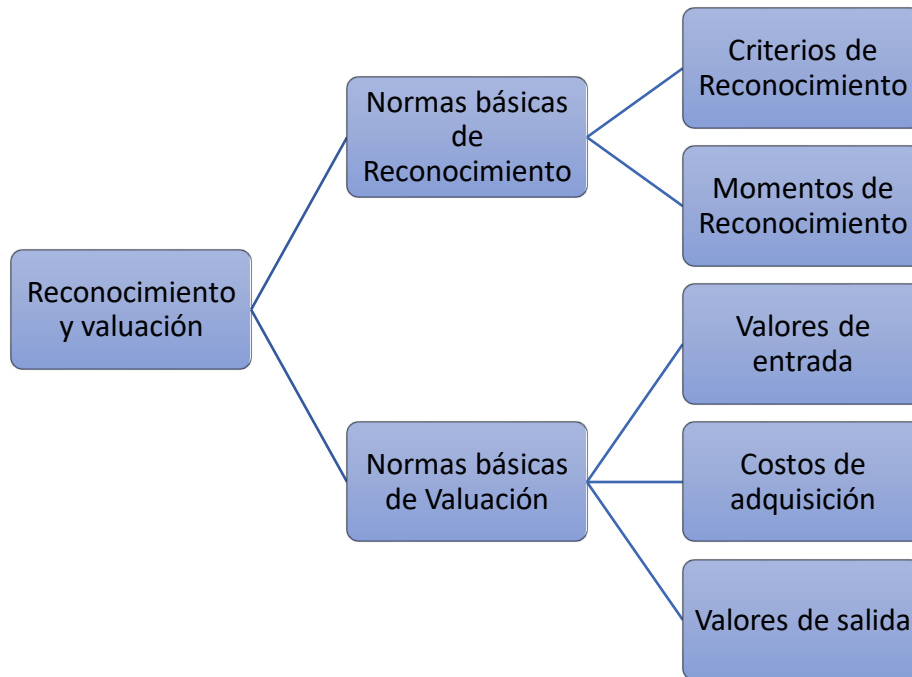 Reconocimiento
y valuación
Normas básicas
de
Reconocimiento
Criterios de
Reconocimiento
Momentos de
Reconocimiento
Normas básicas
de Valuación
Valores de
entrada
Costos de
adquisición
Valores de salida